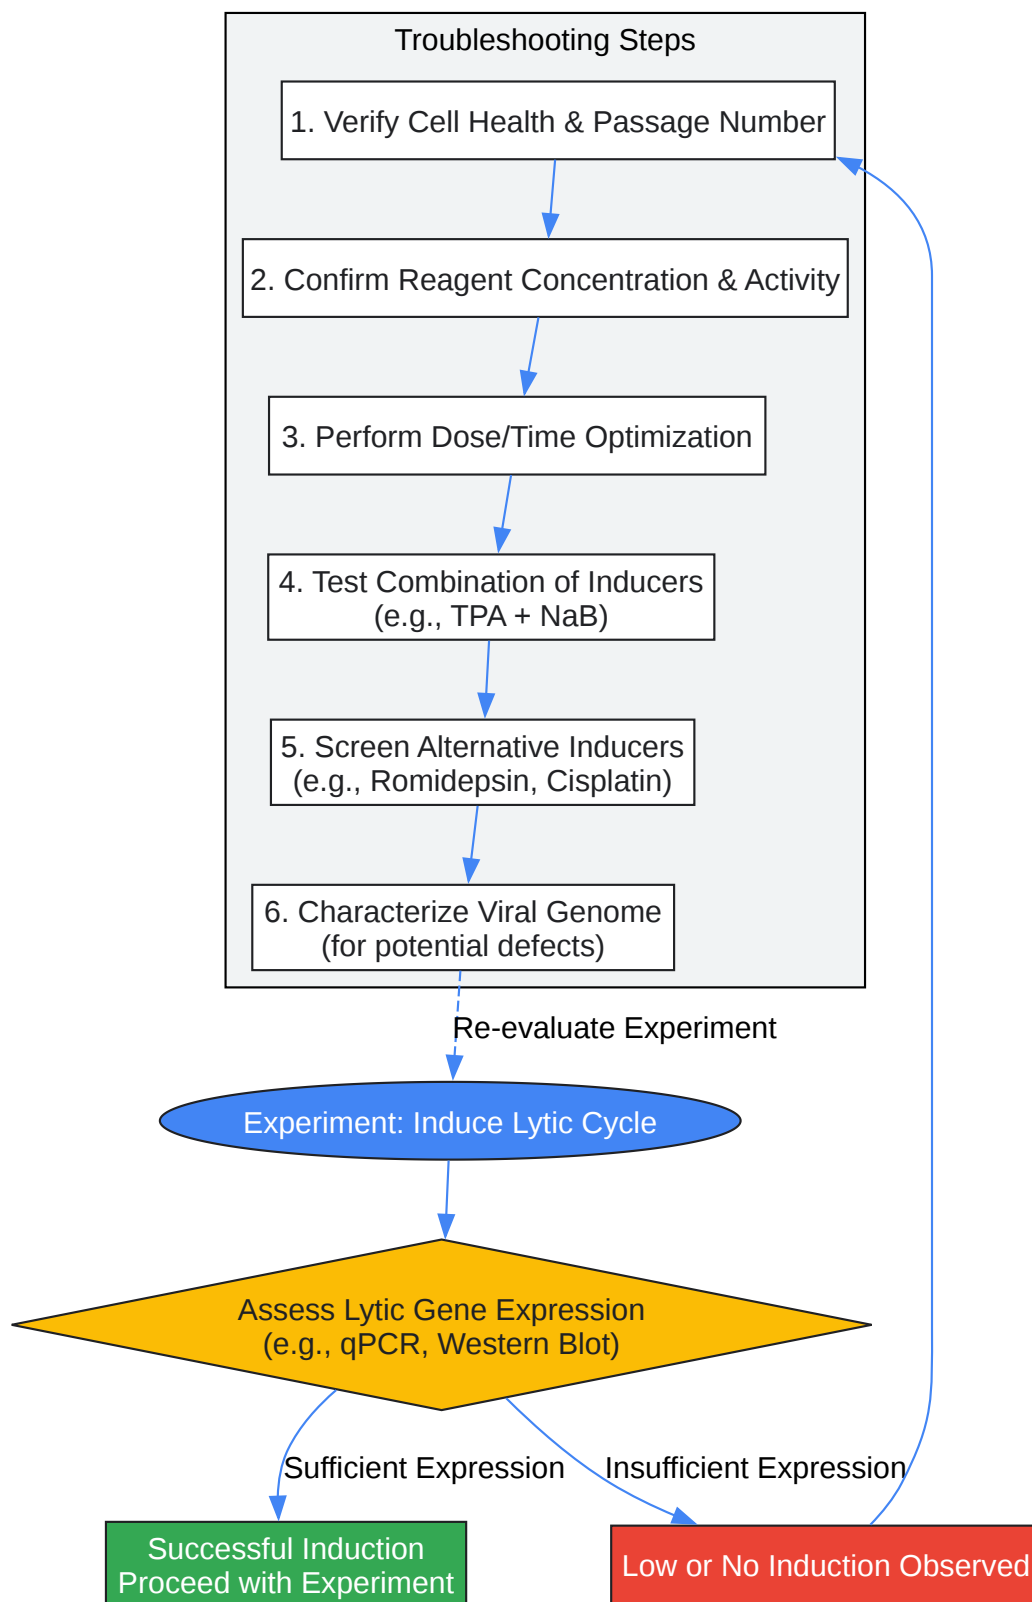 Troubleshooting Steps
1. Verify Cell Health & Passage Number
2. Confirm Reagent Concentration & Activity
3. Perform Dose/Time Optimization
4. Test Combination of Inducers
(e.g., TPA + NaB)
5. Screen Alternative Inducers
(e.g., Romidepsin, Cisplatin)
6. Characterize Viral Genome
(for potential defects)
Re-evaluate Experiment
Experiment: Induce Lytic Cycle
Assess Lytic Gene Expression
(e.g., qPCR, Western Blot)
Sufficient Expression
Insufficient Expression
Successful Induction
Proceed with Experiment
Low or No Induction Observed